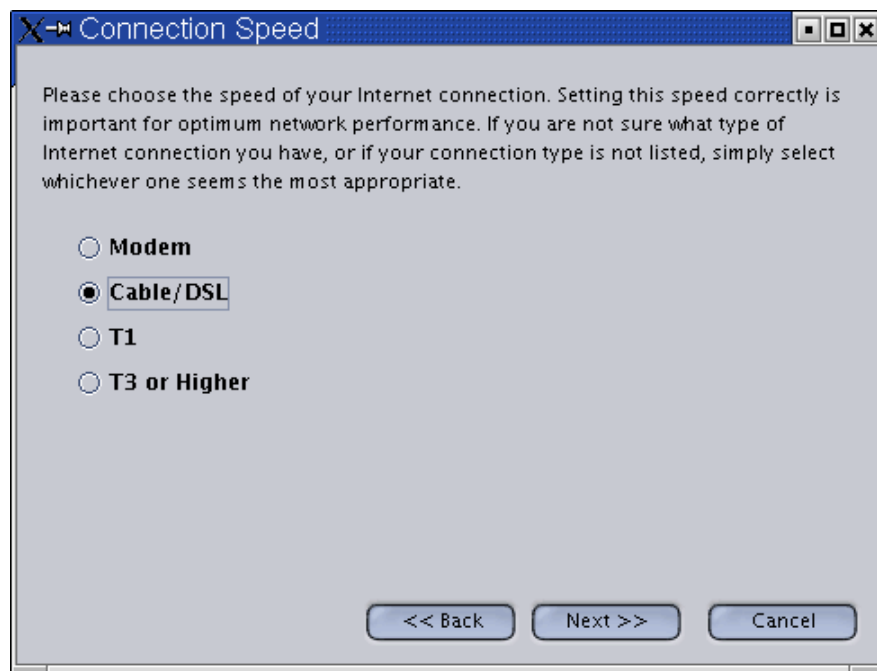 Connection Speed
Please choose the speed of your Internet connection. Setting this speed correctly is
important for optimum network performance. If you are not sure what type of
Internet connection you have, or if your connection type is not listed, simply select
whichever one seems the most appropriate.
Modem
Cable/DSL
T1
T3 or Higher
<< Back
Next >>
Cancel